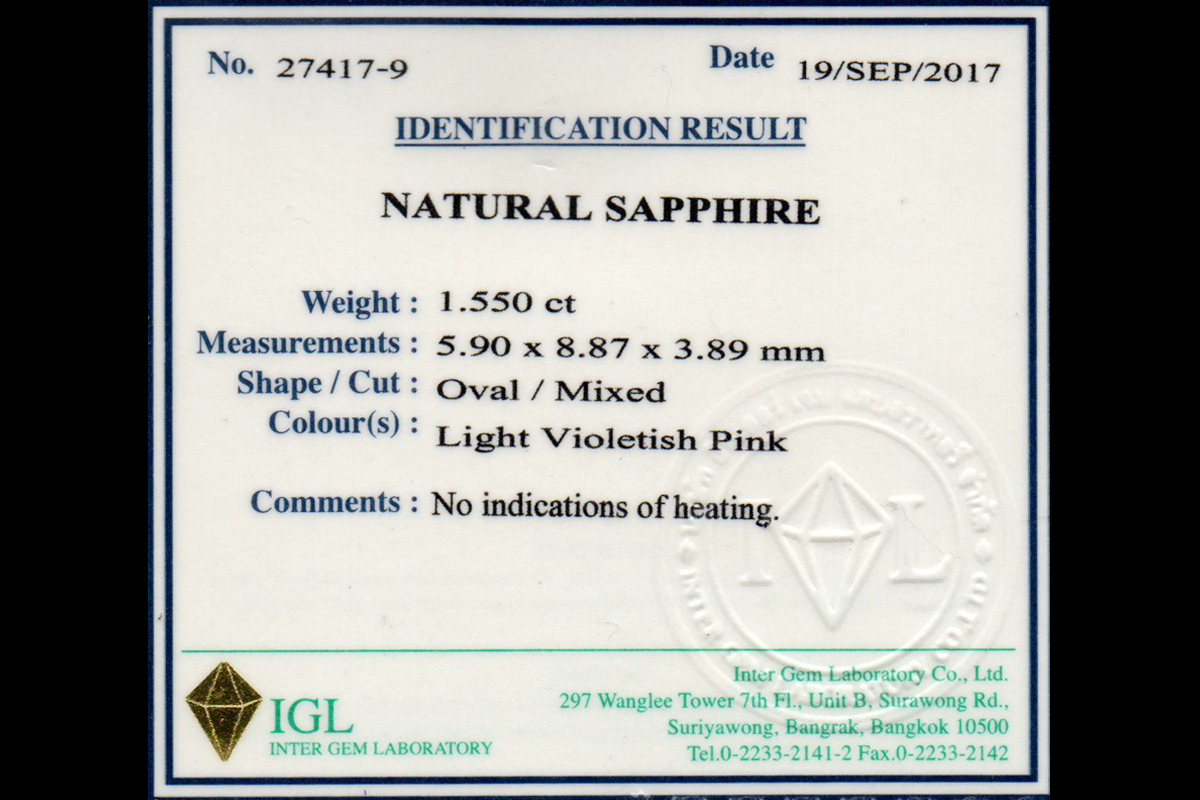 No. 27417-9 Date 19/SEP/2017
IDENTIFICATION RESULT
NATURAL SAPPHIRE
Weight : 1.550 ct
Measurements : 5.90 x 8.87 x 3.89 mm
Shape / Cut : Oval / Mixed
Colour(s) : Light Violetish Pink
Comments : No indications of heating.
I L
IGL
INTER GEM LABORATORY
Inter Gem Laboratory Co., Ltd.
297 Wanglee Tower 7th Fl., Unit B, Surawong Rd.,
Suriyawong, Bangrak, Bangkok 10500
Tel.0-2233-2141-2 Fax.0-2233-2142